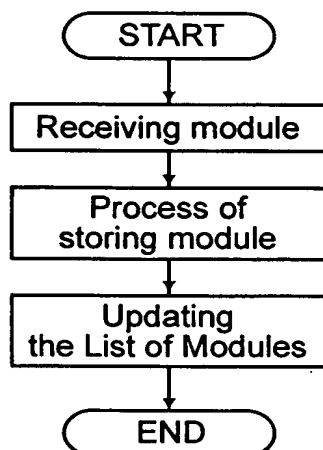 START
Receiving module
Process of
storing module
Updating
the List of Modules
END